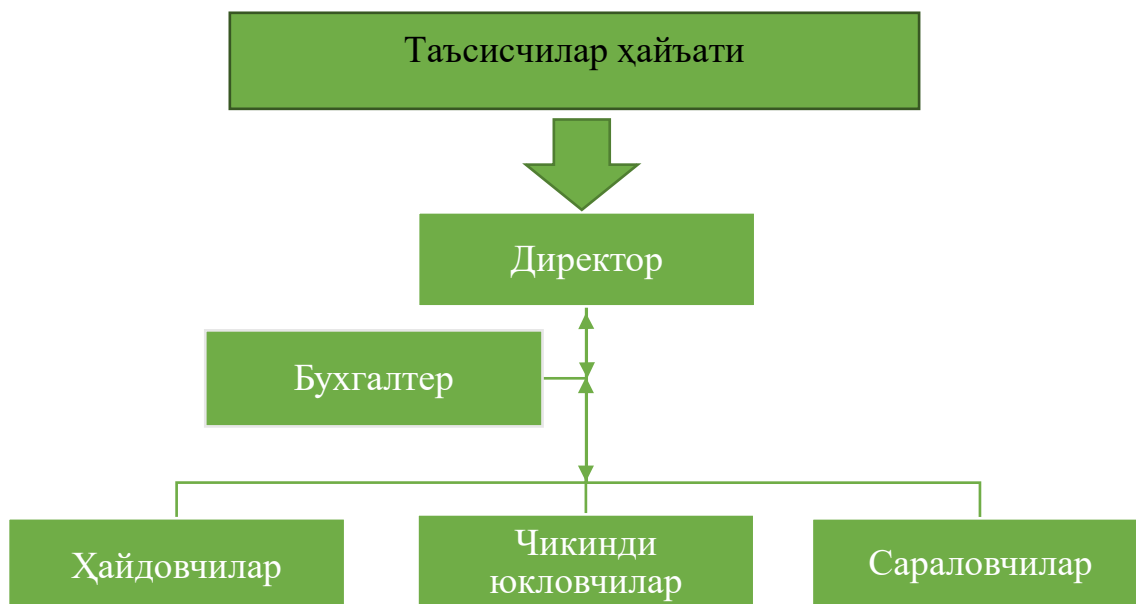 Таъсисчилар ҳайъати
Директор
Бухгалтер
Ҳайдовчилар
Чикинди
юкловчилар
Сараловчилар